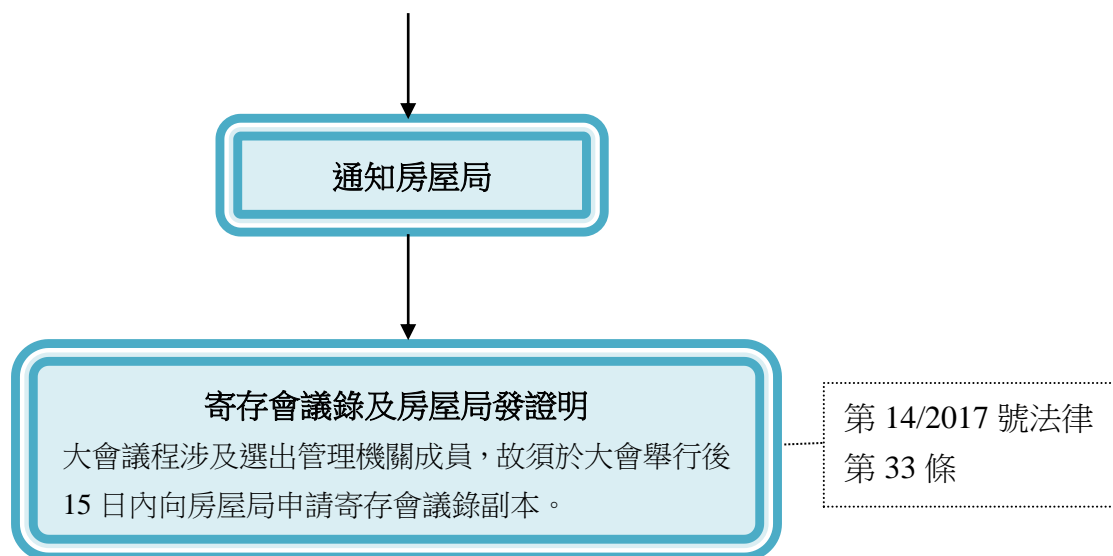 通知房屋局
寄存會議錄及房屋局發證明
大會議程涉及選出管理機關成員，故須於大會舉行後
15 日內向房屋局申請寄存會議錄副本。
第 14/2017 號法律
第 33 條